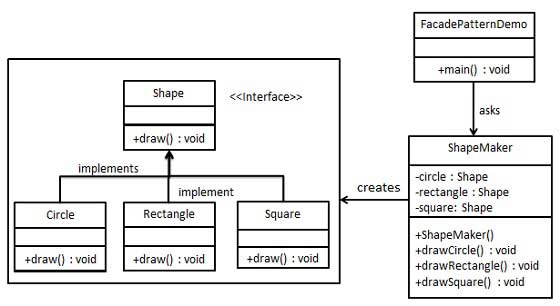 FacadePatternDemo
+main() : void
asks
Shape
<<Interface>>
+draw() : void
implements
implement
Circle
+draw() : void
Rectangle
+draw() : void
Square
+draw() : void
creates
ShapeMaker
-circle : Shape
-rectangle : Shape
-square: Shape
+ShapeMaker()
+drawCircle() : void
+drawRectangle() : void
+drawSquare() : void